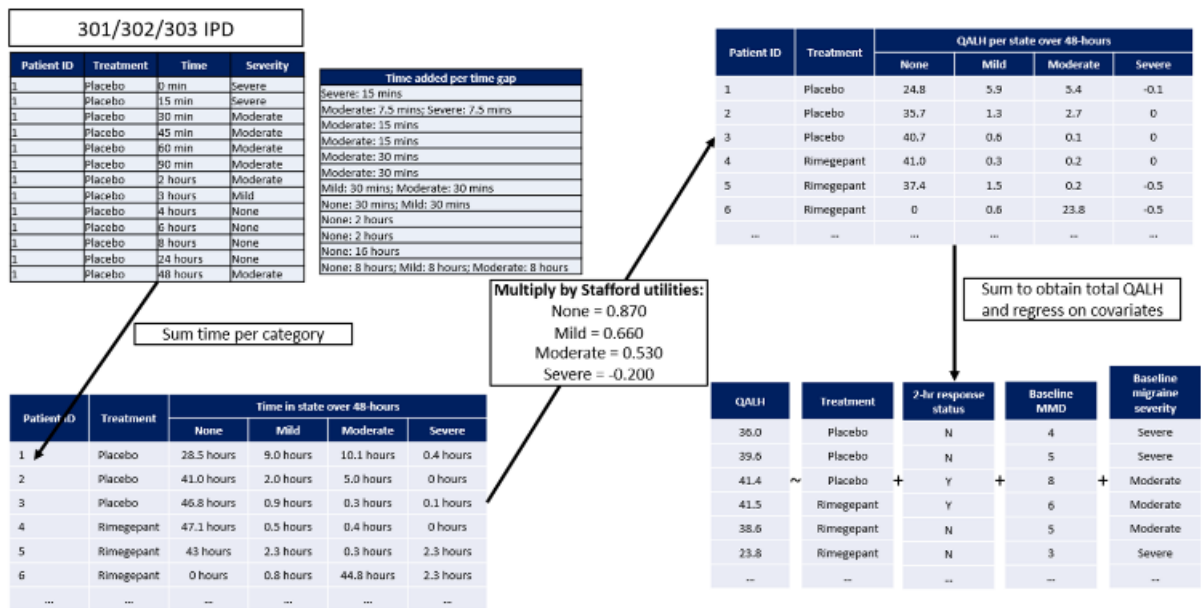 301/302/303 IPD
Patient ID Treatment Time Severity
1 Placebo 0 min Severe
1 Placebo 15 min Severe
1 Placebo 30 min Moderate
1 Placebo 45 min Moderate
1 Placebo 60 min Moderate
1 Placebo 90 min Moderate
1 Placebo 2 hours Moderate
1 Placebo 3 hours Mild
1 Placebo 4 hours None
1 Placebo 6 hours None
1 Placebo 8 hours None
1 Placebo 24 hours None
1 Placebo 48 hours Moderate
Time added per time gap
Severe: 15 mins
Moderate: 7.5 mins; Severe: 7.5 mins
Moderate: 15 mins
Moderate: 15 mins
Moderate: 30 mins
Moderate: 30 mins
Mild: 30 mins; Moderate: 30 mins
None: 30 mins; Mild: 30 mins
None: 2 hours
None: 2 hours
None: 16 hours
None: 8 hours; Mild: 8 hours; Moderate: 8 hours
Sum time per category
Patient ID Treatment Time in state over 48-hours
None Mild Moderate Severe
1 Placebo 28.5 hours 9.0 hours 10.1 hours 0.4 hours
2 Placebo 41.0 hours 2.0 hours 5.0 hours 0 hours
3 Placebo 46.8 hours 0.9 hours 0.3 hours 0.1 hours
4 Rimegepant 47.1 hours 0.5 hours 0.4 hours 0 hours
5 Rimegepant 43 hours 2.3 hours 0.3 hours 2.3 hours
6 Rimegepant 0 hours 0.8 hours 44.8 hours 2.3 hours
... ... ... ... ... ...
Multiply by Stafford utilities:
None = 0.870
Mild = 0.660
Moderate = 0.530
Severe = -0.200
Patient ID Treatment QALH per state over 48-hours
None Mild Moderate Severe
1 Placebo 24.8 5.9 5.4 -0.1
2 Placebo 35.7 1.3 2.7 0
3 Placebo 40.7 0.6 0.1 0
4 Rimegepant 41.0 0.3 0.2 0
5 Rimegepant 37.4 1.5 0.2 -0.5
6 Rimegepant 0 0.6 23.8 -0.5
... ... ... ... ... ...
Sum to obtain total QALH
and regress on covariates
QALH Treatment 2-hr response status Baseline MMD Baseline migraine severity
36.0 Placebo N 4 Severe
39.6 Placebo N 5 Severe
41.4 ~ Placebo + Y + 8 + Moderate
41.5 Rimegepant Y 6 Moderate
38.6 Rimegepant N 5 Moderate
23.8 Rimegepant N 3 Severe
... ... ... ... ...